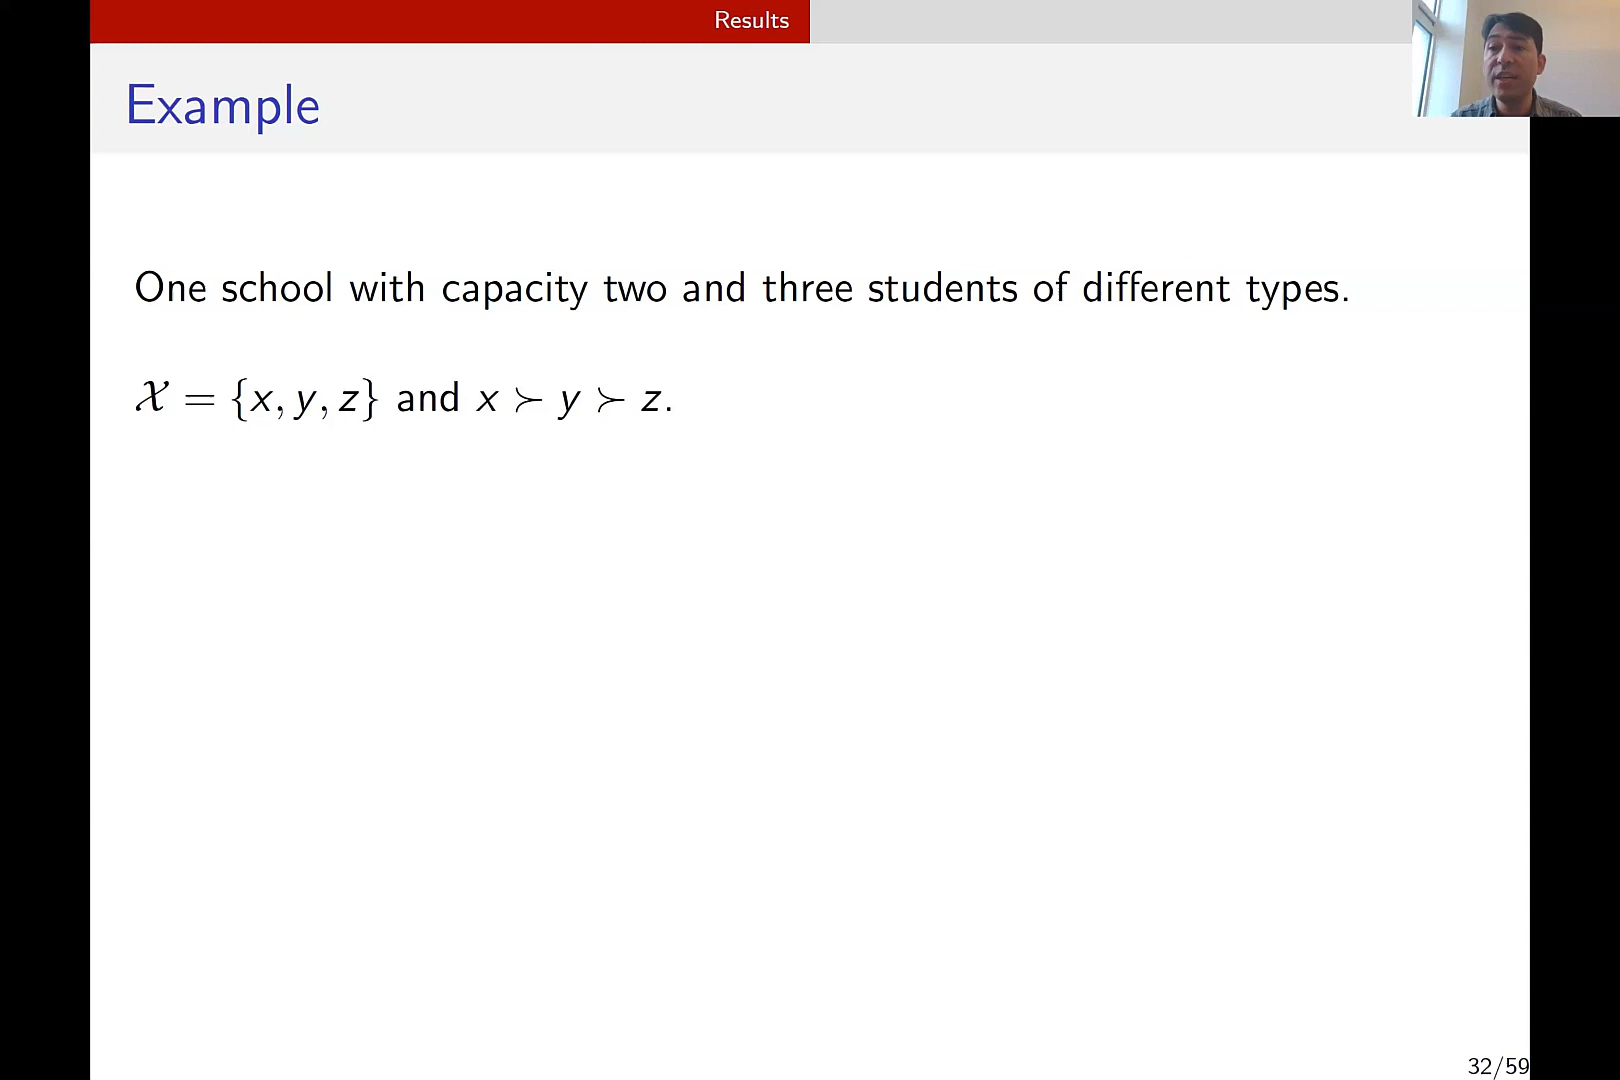 Results
Example
One school with capacity two and three students of different types.
𝒳 = {x, y, z} and x ≻ y ≻ z.
32/59